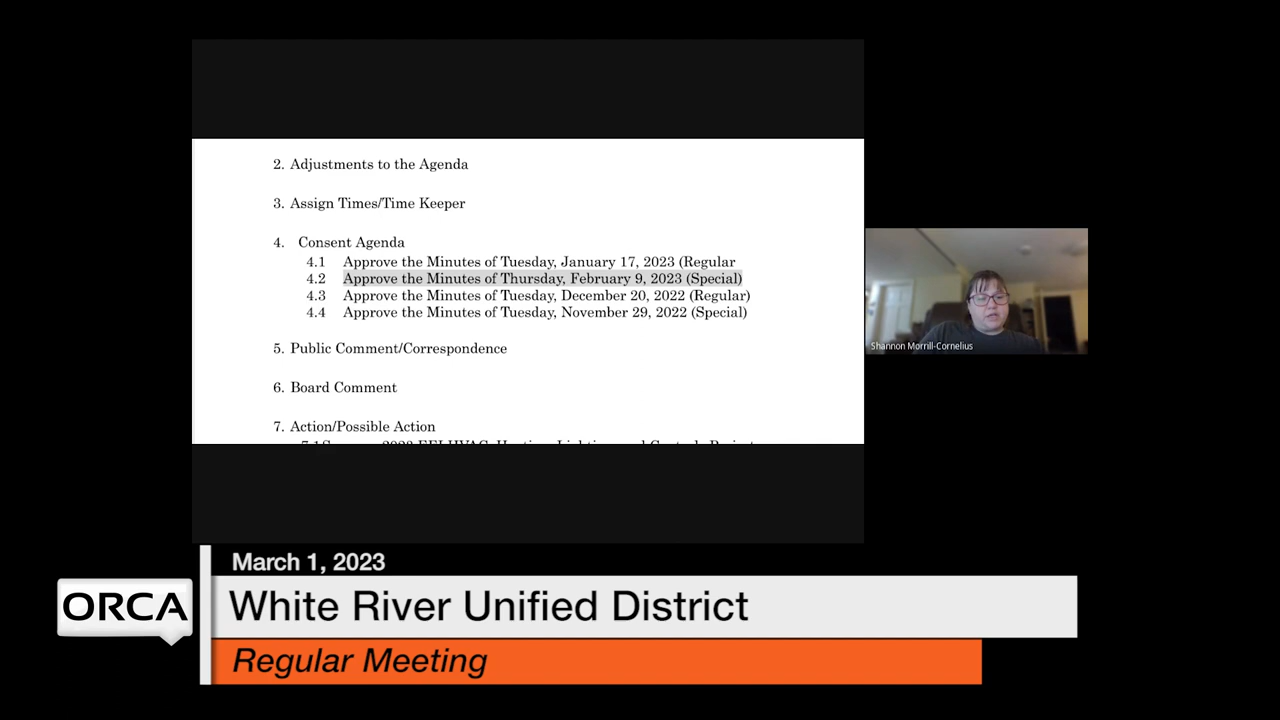 2. Adjustments to the Agenda
3. Assign Times/Time Keeper
4. Consent Agenda
4.1 Approve the Minutes of Tuesday, January 17, 2023 (Regular
4.2 Approve the Minutes of Thursday, February 9, 2023 (Special)
4.3 Approve the Minutes of Tuesday, December 20, 2022 (Regular)
4.4 Approve the Minutes of Tuesday, November 29, 2022 (Special)
5. Public Comment/Correspondence
6. Board Comment
7. Action/Possible Action
Shannon Morrill-Cornelius
March 1, 2023
ORCA
White River Unified District
Regular Meeting